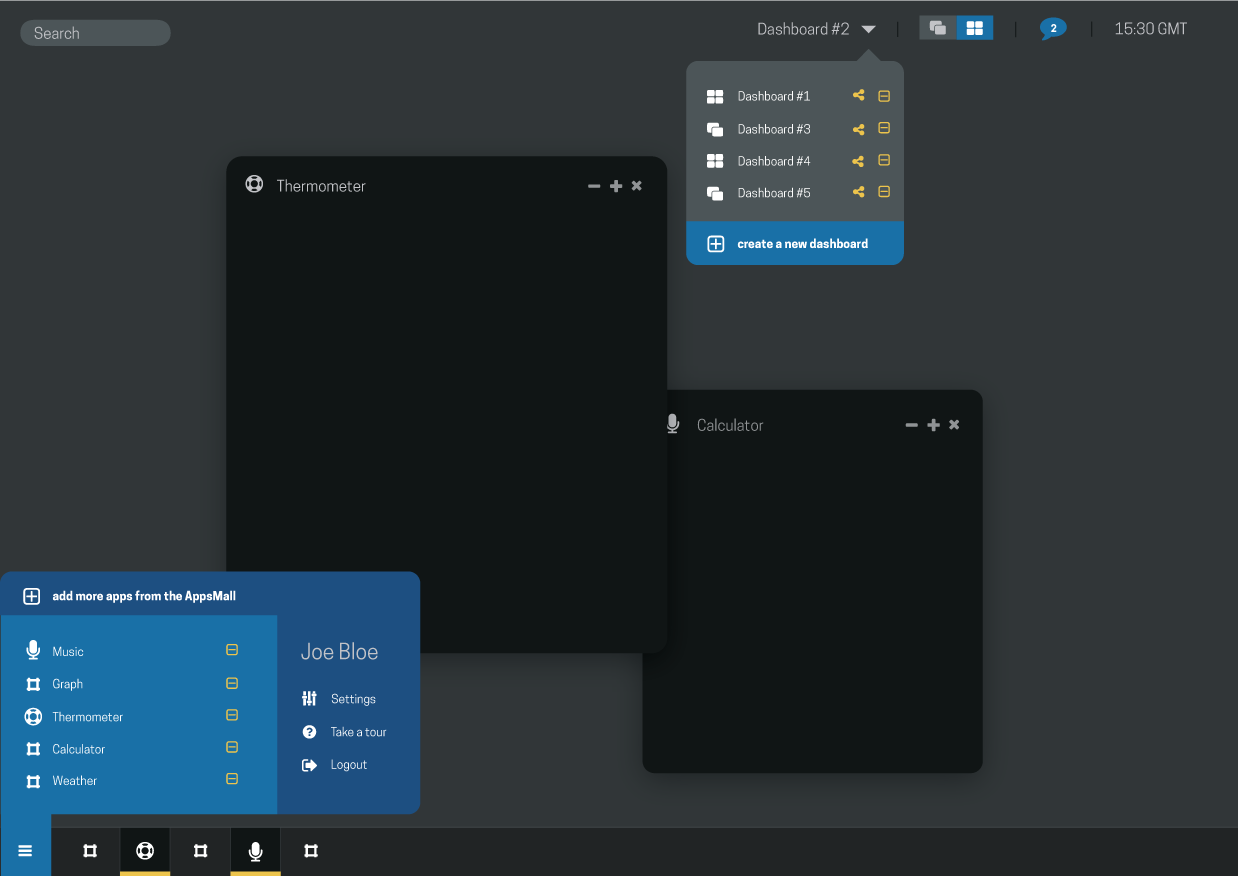 Search
Dashboard #2
2
15:30 GMT
Dashboard #1
Dashboard #3
Dashboard #4
Dashboard #5
create a new dashboard
Thermometer
Calculator
add more apps from the AppsMall
Music
Graph
Thermometer
Calculator
Weather
Joe Bloe
Settings
Take a tour
Logout